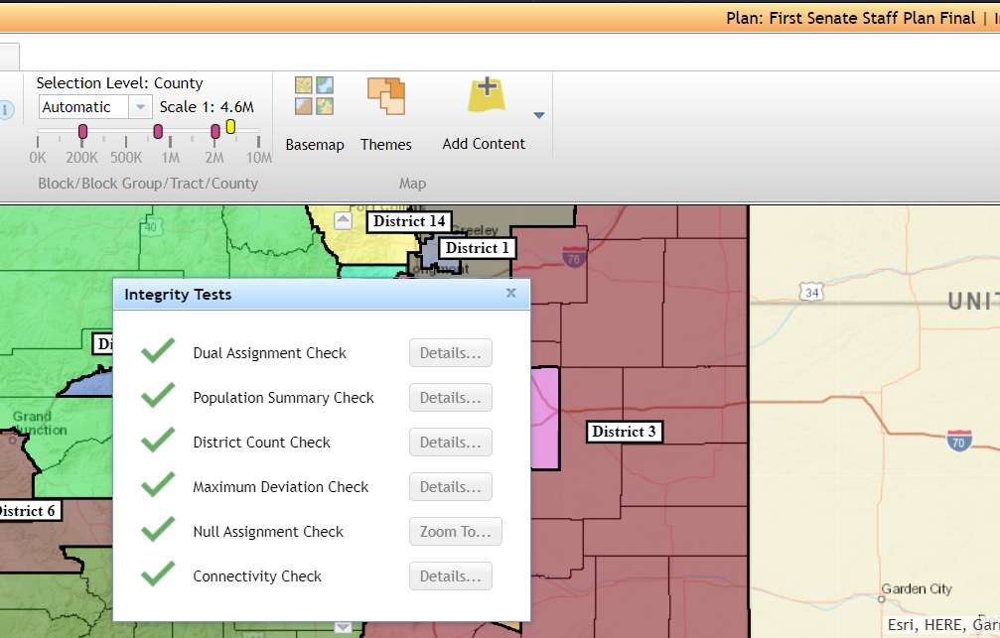 Plan: First Senate Staff Plan Final |
Selection Level: County
Automatic
Scale 1: 4.6M
0K 200K 500K 1M 2M 10M
Block/Block Group/Tract/County
Basemap
Themes
Add Content
Map
40
District 14
Greeley
District 1
76
34
UNIT
Integrity Tests
x
Dual Assignment Check Details...
Population Summary Check Details...
District Count Check Details...
Maximum Deviation Check Details...
Null Assignment Check Zoom To...
Connectivity Check Details...
Di
Grand
Junction
District 3
70
District 6
Garden City
Esri, HERE, Gar